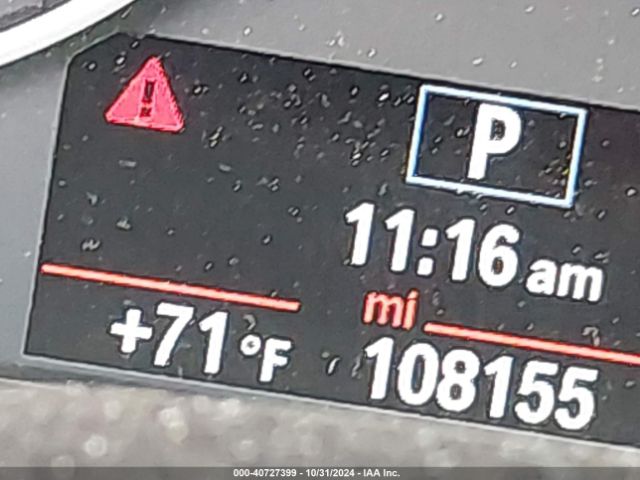 P
11:16 am
mi
+71 °F 108155
000-40727399 - 10/31/2024 - IAA Inc.